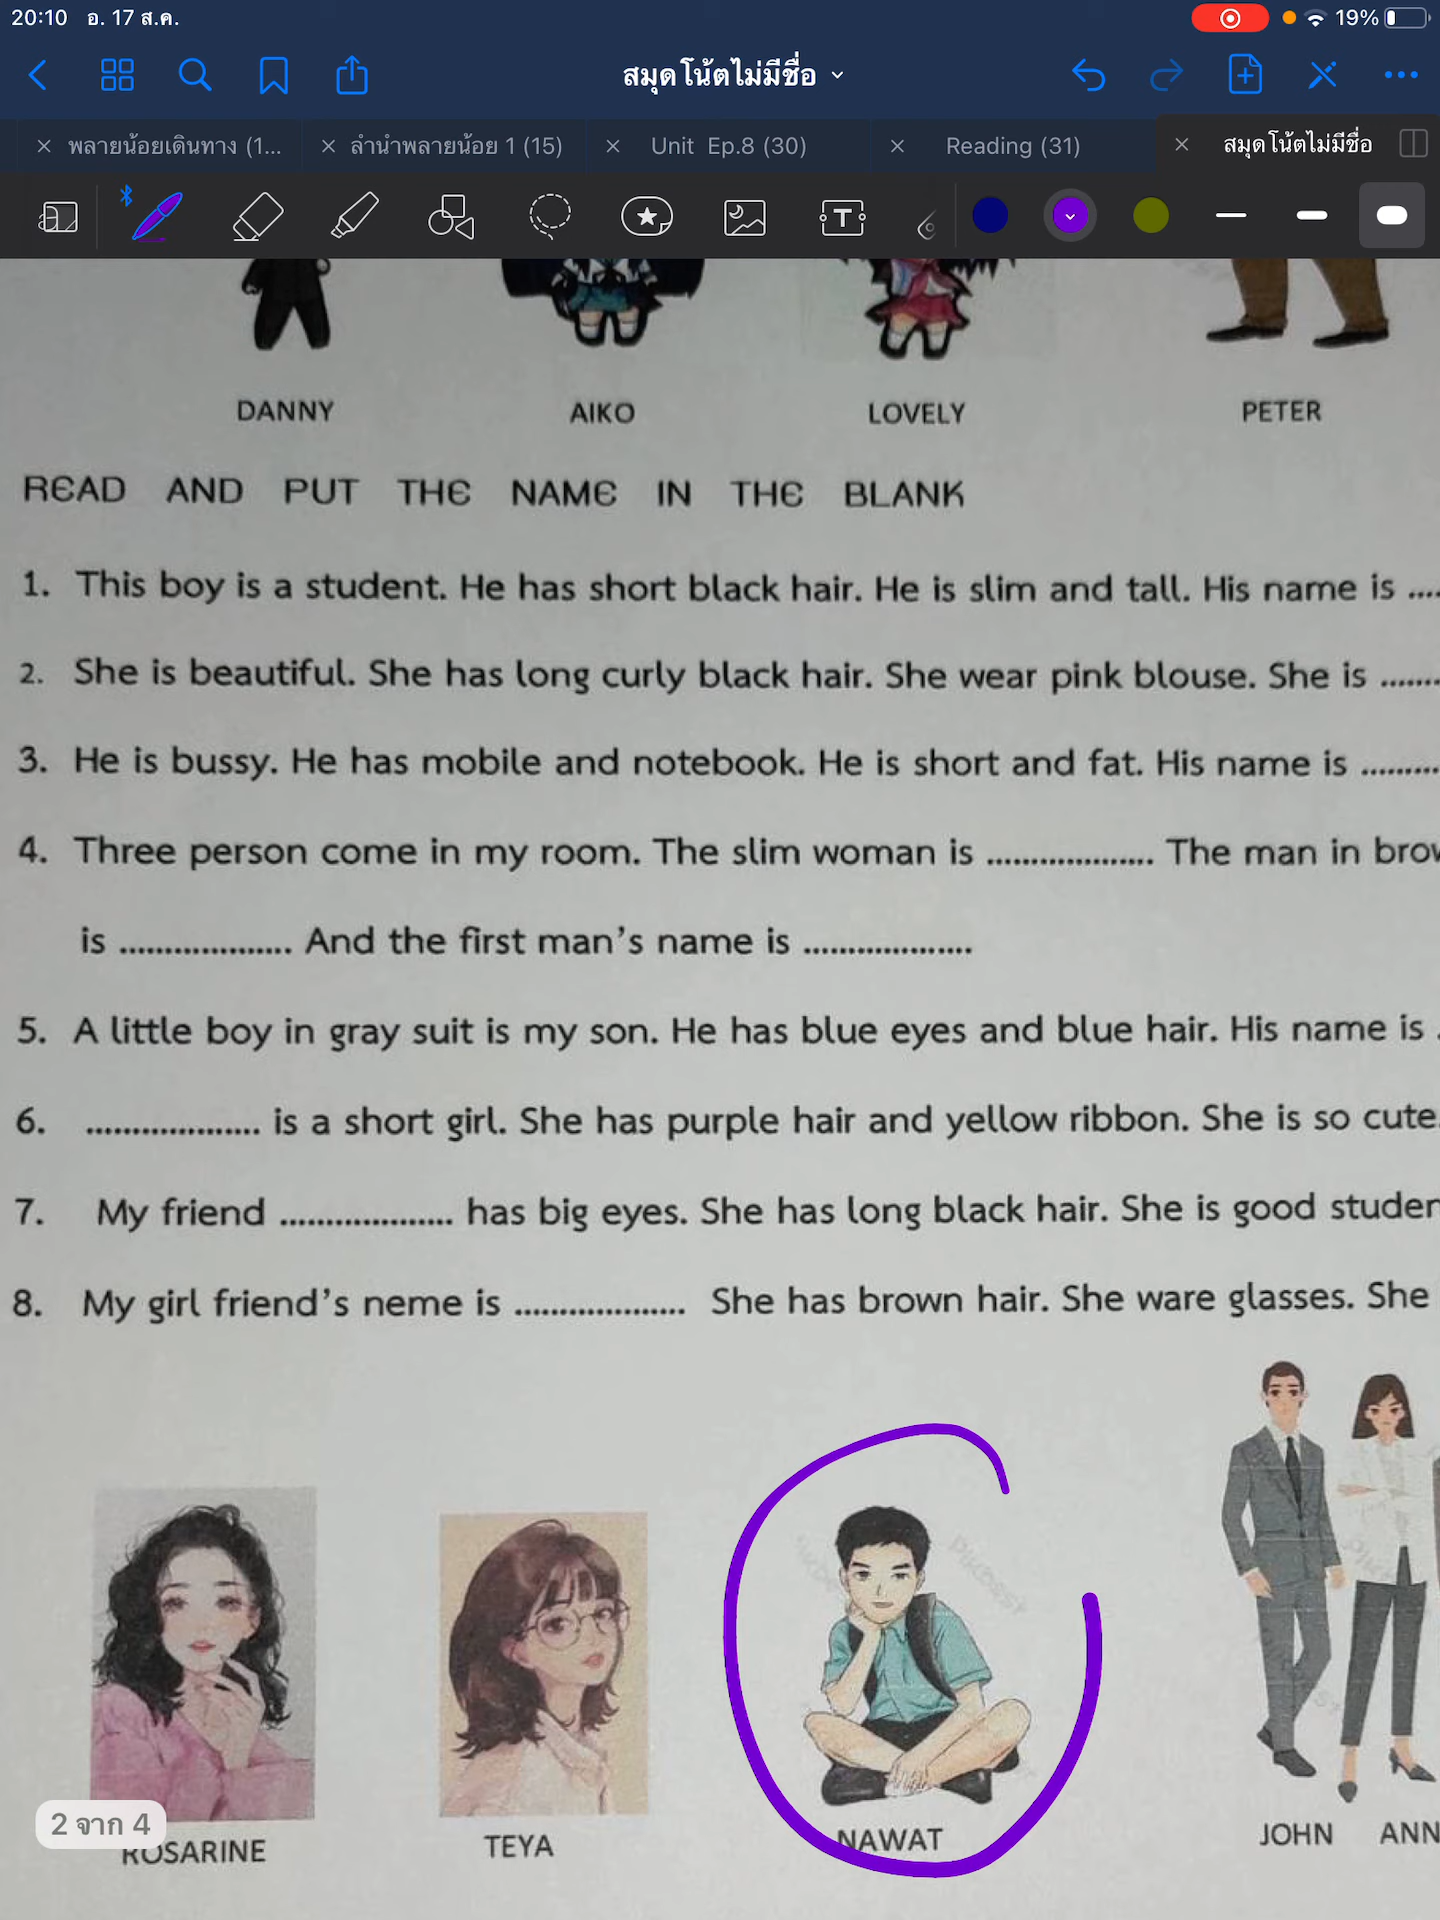 20:10 อ. 17 ส.ค. 19%
สมุดโน้ตไม่มีชื่อ
พลายน้อยเดินทาง (1... ลำนำพลายน้อย 1 (15) Unit Ep.8 (30) Reading (31) สมุดโน้ตไม่มีชื่อ
DANNY AIKO LOVELY PETER
READ AND PUT THE NAME IN THE BLANK
1. This boy is a student. He has short black hair. He is slim and tall. His name is ....
2. She is beautiful. She has long curly black hair. She wear pink blouse. She is .......
3. He is bussy. He has mobile and notebook. He is short and fat. His name is .........
4. Three person come in my room. The slim woman is ................... The man in brow
is ................... And the first man's name is ...................
5. A little boy in gray suit is my son. He has blue eyes and blue hair. His name is .
6. ................... is a short girl. She has purple hair and yellow ribbon. She is so cute.
7. My friend ................... has big eyes. She has long black hair. She is good studen
8. My girl friend's neme is ................... She has brown hair. She ware glasses. She
2 จาก 4
ROSARINE TEYA NAWAT JOHN ANN